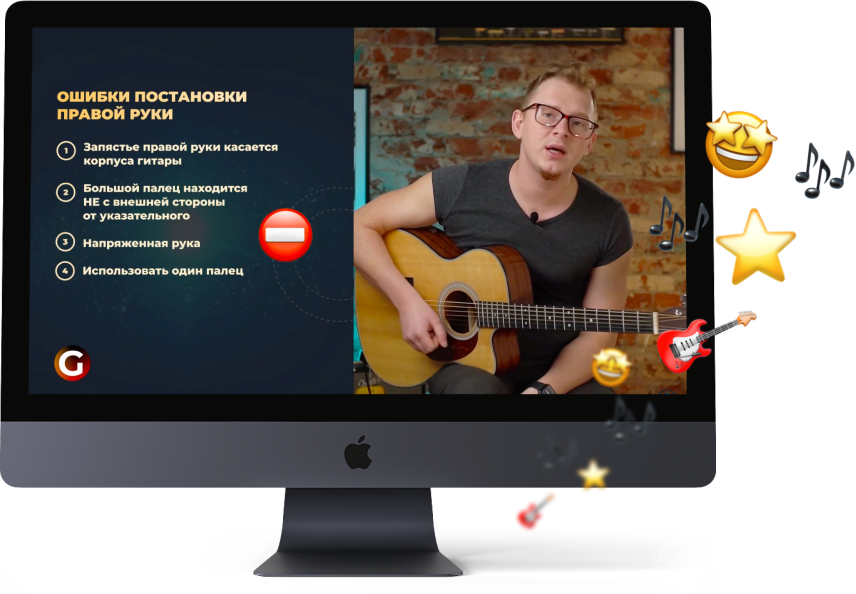 ОШИБКИ ПОСТАНОВКИ
ПРАВОЙ РУКИ
1 Запястье правой руки касается
корпуса гитары
2 Большой палец находится
НЕ с внешней стороны
от указательного
3 Напряженная рука
4 Использовать один палец
G